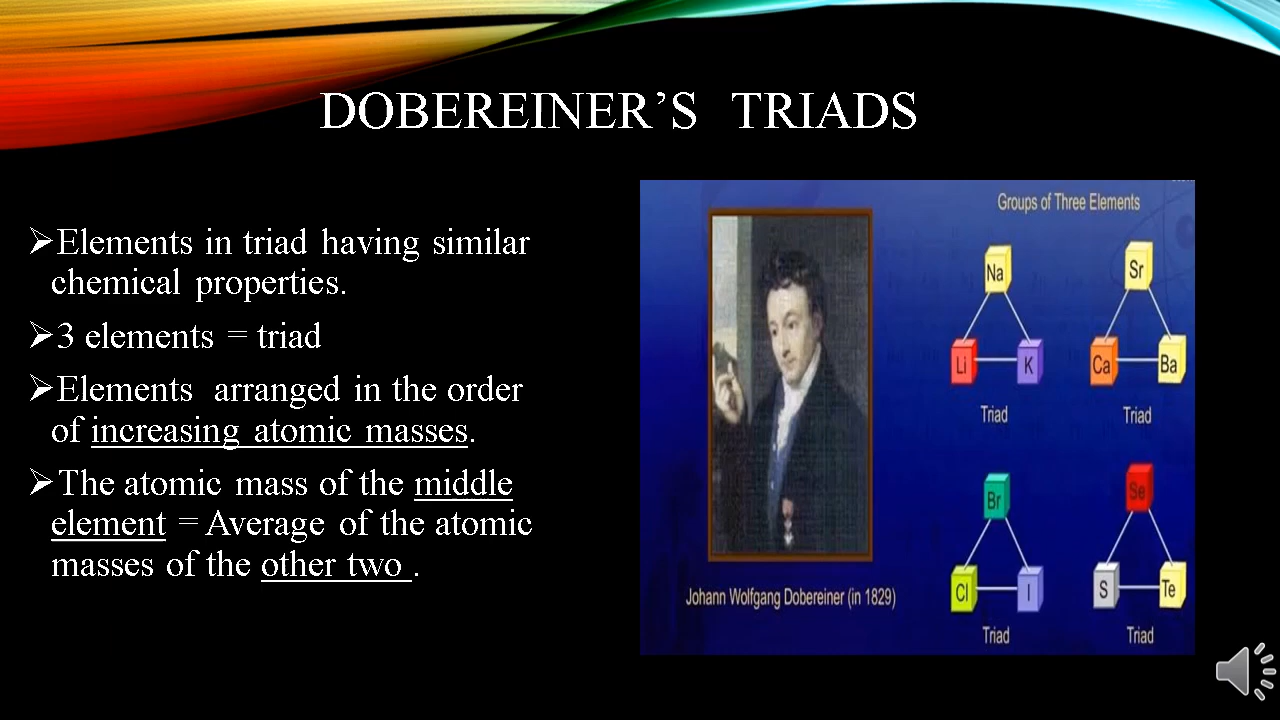 DOBEREINER’S TRIADS
➢Elements in triad having similar
chemical properties.
➢3 elements = triad
➢Elements arranged in the order
of increasing atomic masses.
➢The atomic mass of the middle
element = Average of the atomic
masses of the other two .
Groups of Three Elements
Na
Li K
Triad
Sr
Ca Ba
Triad
Br
Cl I
Triad
Se
S Te
Triad
Johann Wolfgang Dobereiner (in 1829)